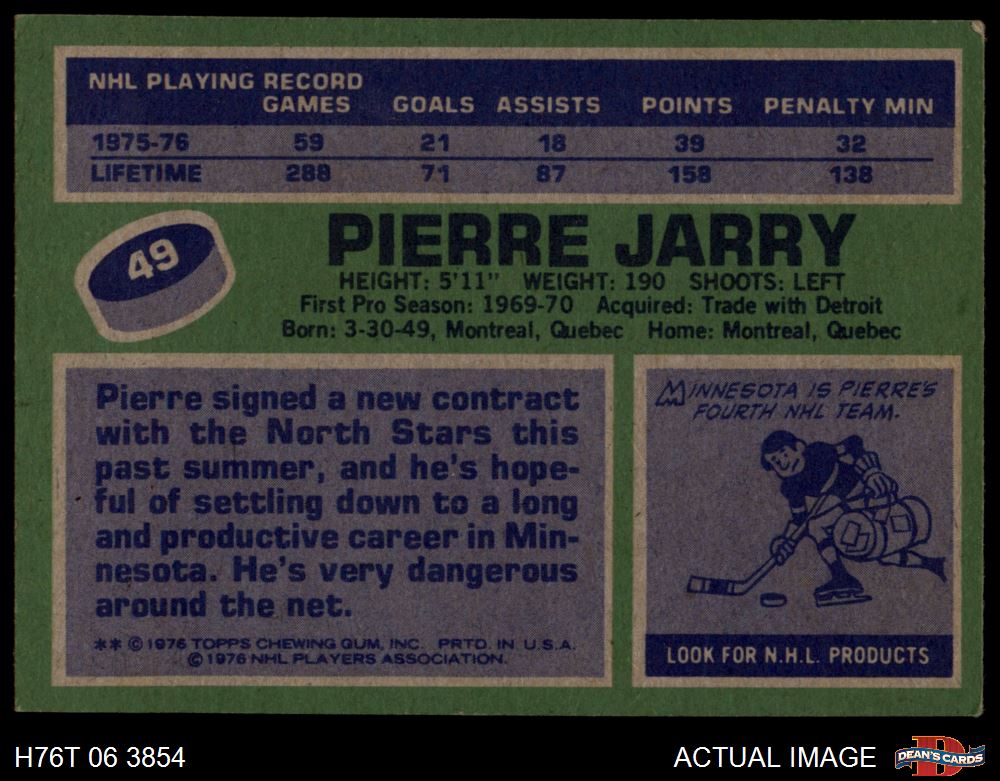 NHL PLAYING RECORD
GAMES GOALS ASSISTS POINTS PENALTY MIN
1975-76 59 21 18 39 32
LIFETIME 288 71 87 158 138
49
PIERRE JARRY
HEIGHT: 5'11" WEIGHT: 190 SHOOTS: LEFT
First Pro Season: 1969-70 Acquired: Trade with Detroit
Born: 3-30-49, Montreal, Quebec Home: Montreal, Quebec
Pierre signed a new contract
with the North Stars this
past summer, and he's hope-
ful of settling down to a long
and productive career in Min-
nesota. He's very dangerous
around the net.
** © 1976 TOPPS CHEWING GUM, INC. PRTD. IN U.S.A.
© 1976 NHL PLAYERS ASSOCIATION.
MINNESOTA IS PIERRE'S
FOURTH NHL TEAM.
LOOK FOR N.H.L. PRODUCTS
H76T 06 3854
ACTUAL IMAGE
D
DEAN'S CARDS